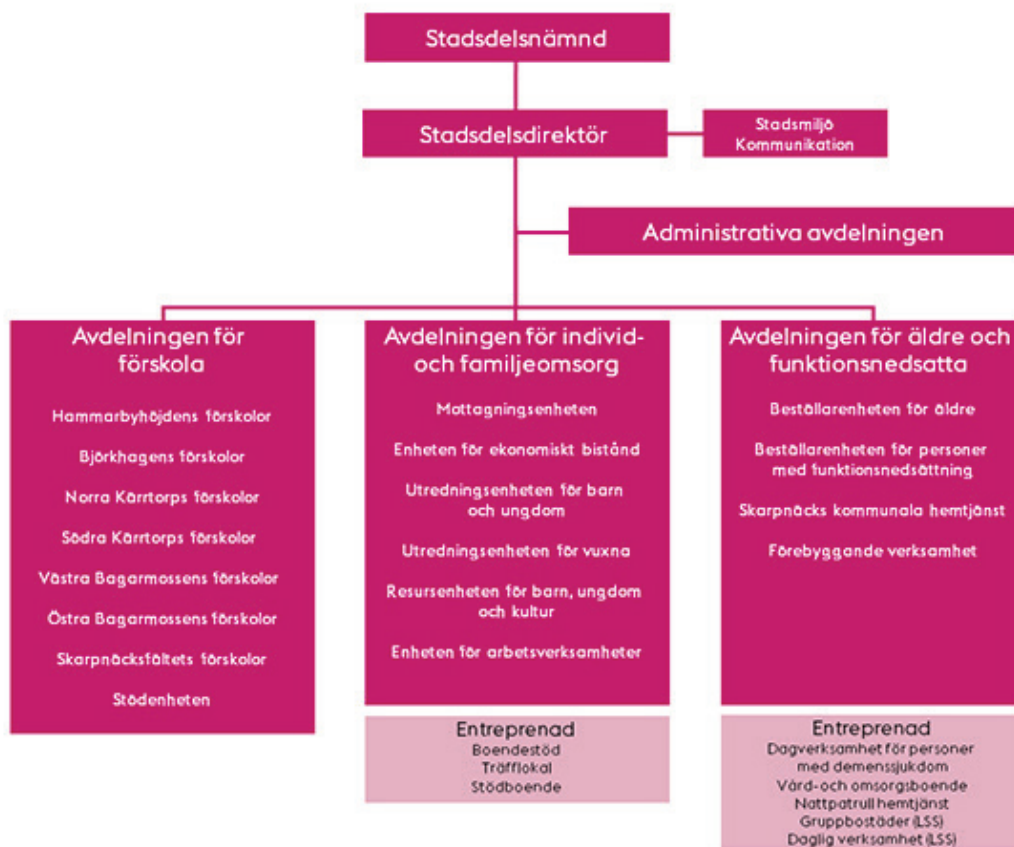 Stadsdelsnämnd
Stadsdelsdirektör
Stadsmiljö
Kommunikation
Administrativa avdelningen
Avdelningen för
förskola
Hammarbyhöjdens förskolor
Björkhagens förskolor
Norra Kärrtorps förskolor
Södra Kärrtorps förskolor
Västra Bagarmossens förskolor
Östra Bagarmossens förskolor
Skarpnäcksfältets förskolor
Stödenheten
Avdelningen för individ-
och familjeomsorg
Mottagningsenheten
Enheten för ekonomiskt bistånd
Utredningsenheten för barn
och ungdom
Utredningsenheten för vuxna
Resursenheten för barn, ungdom
och kultur
Enheten för arbetsverksamheter
Entreprenad
Boendestöd
Träfflokal
Stödboende
Avdelningen för äldre och
funktionsnedsatta
Beställarenheten för äldre
Beställarenheten för personer
med funktionsnedsättning
Skarpnäcks kommunala hemtjänst
Förebyggande verksamhet
Entreprenad
Dagverksamhet för personer
med demenssjukdom
Vård-och omsorgsboende
Nattpatrull hemtjänst
Gruppbostäder (LSS)
Daglig verksamhet (LSS)